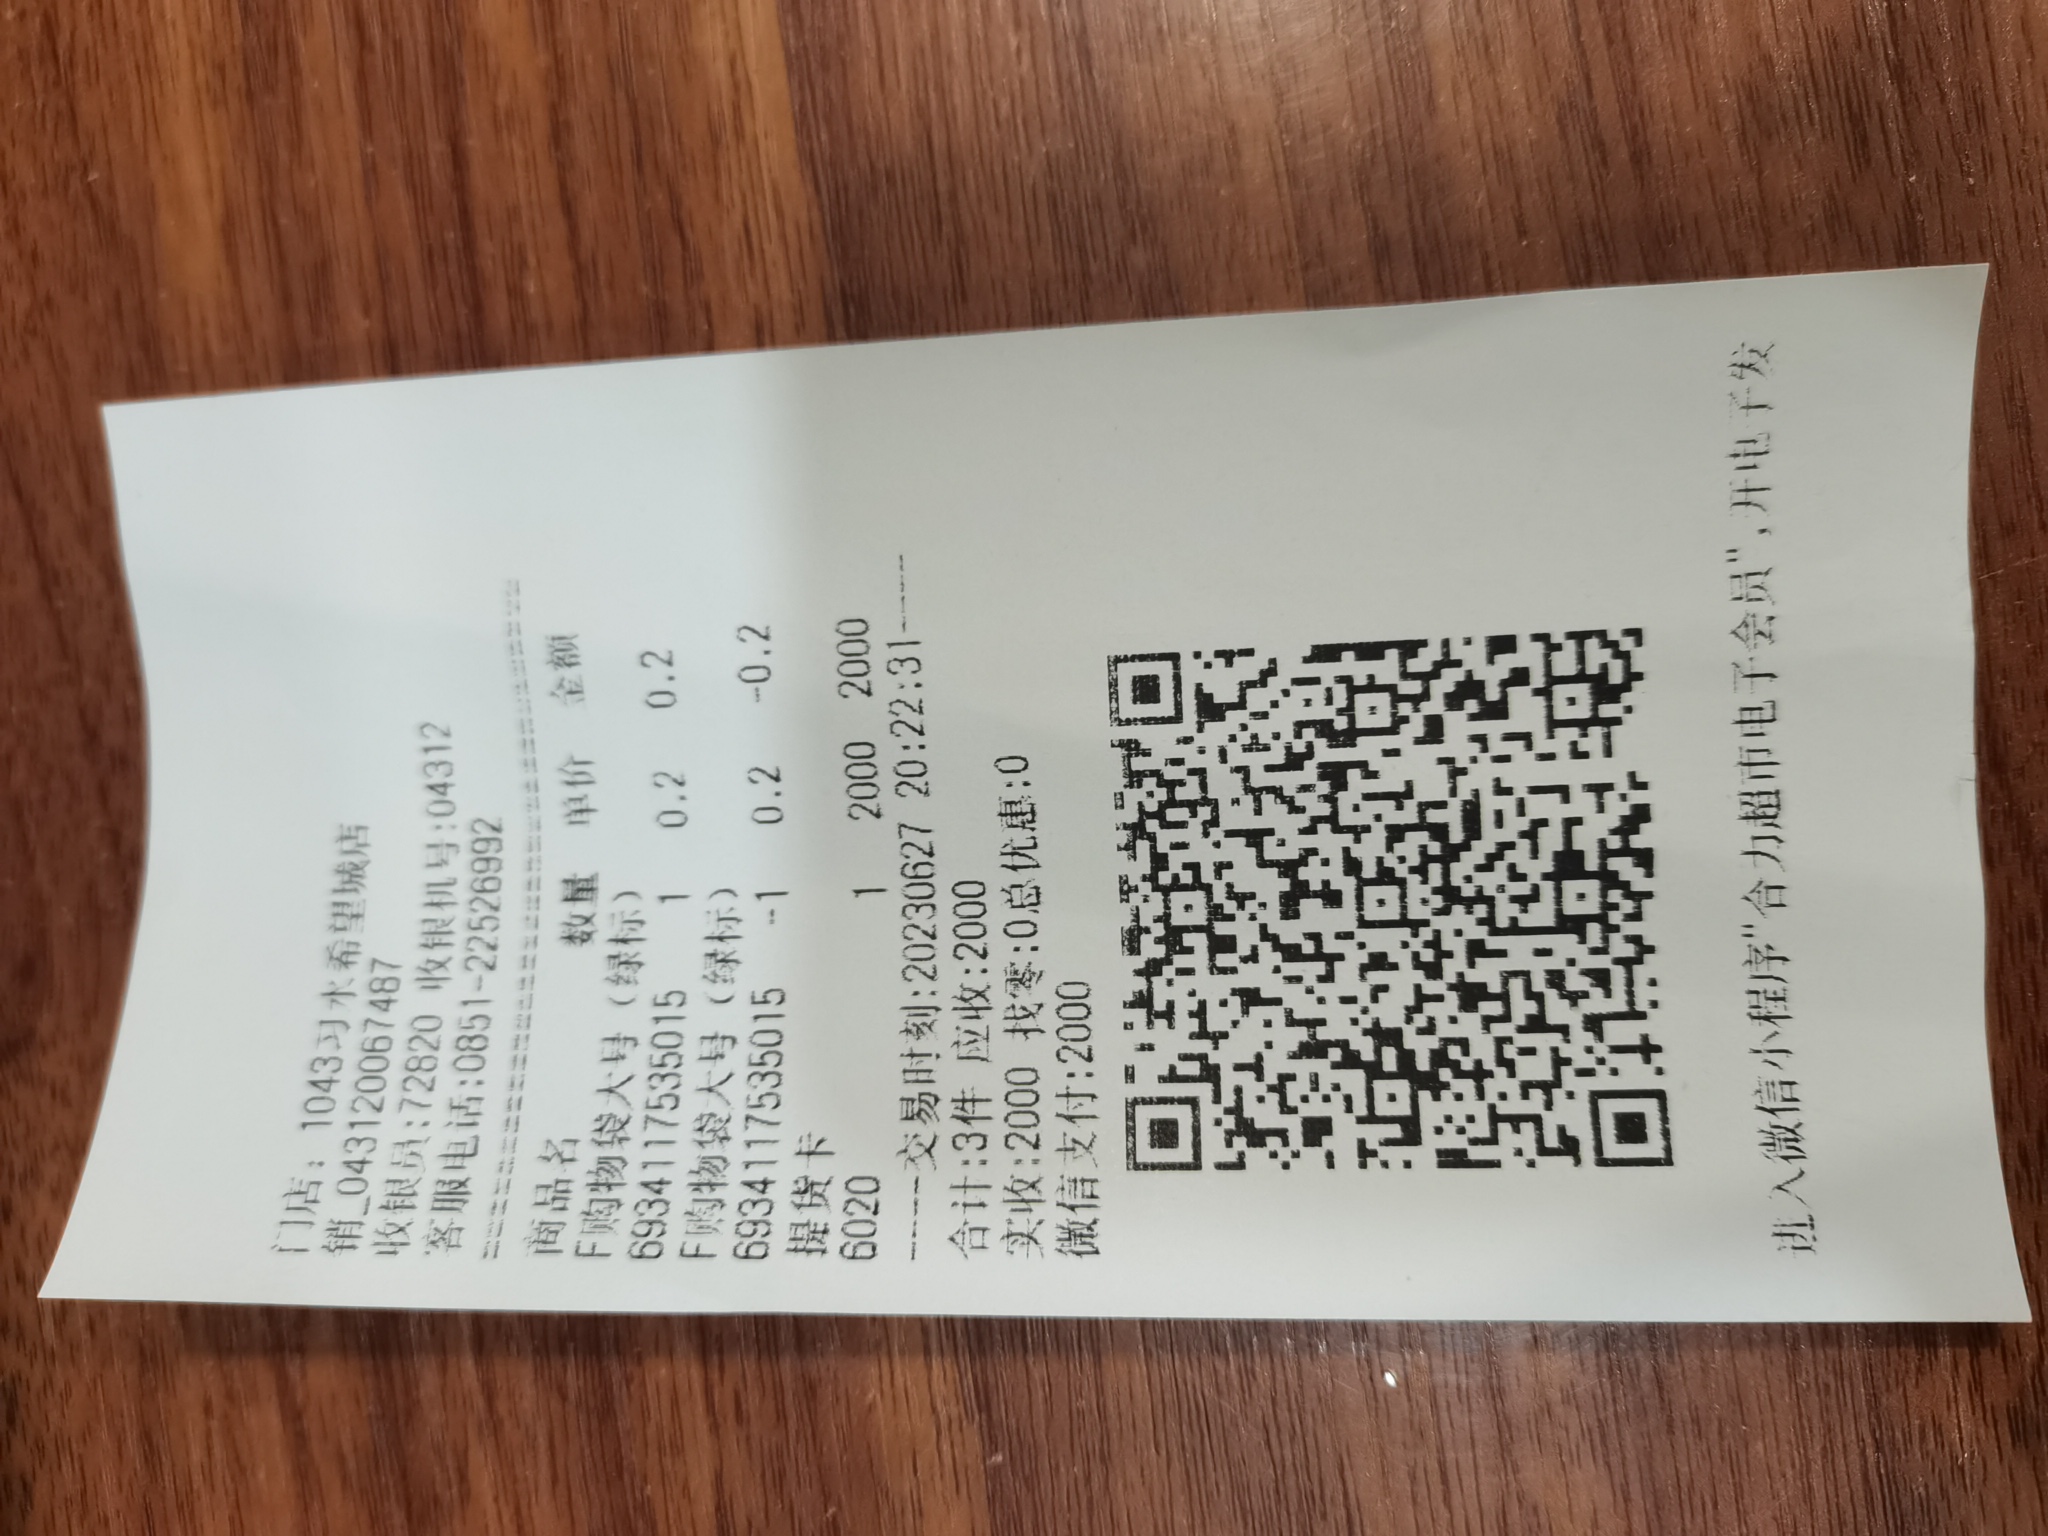 门店: 1043习水希望城店
销_043120067487
收银员:72820 收银机号:04312
客服电话:0851-22526992
商品名 数量 单价 金额
F购物袋大号(绿标)
6934117535015 1 0.2 0.2
F购物袋大号(绿标)
6934117535015 -1 0.2 -0.2
提货卡
6020 1 2000 2000
----交易时刻:20230627 20:22:31----
合计:3件 应收:2000
实收:2000 找零:0总优惠:0
微信支付:2000
进入微信小程序"合力超市电子会员",开电子发